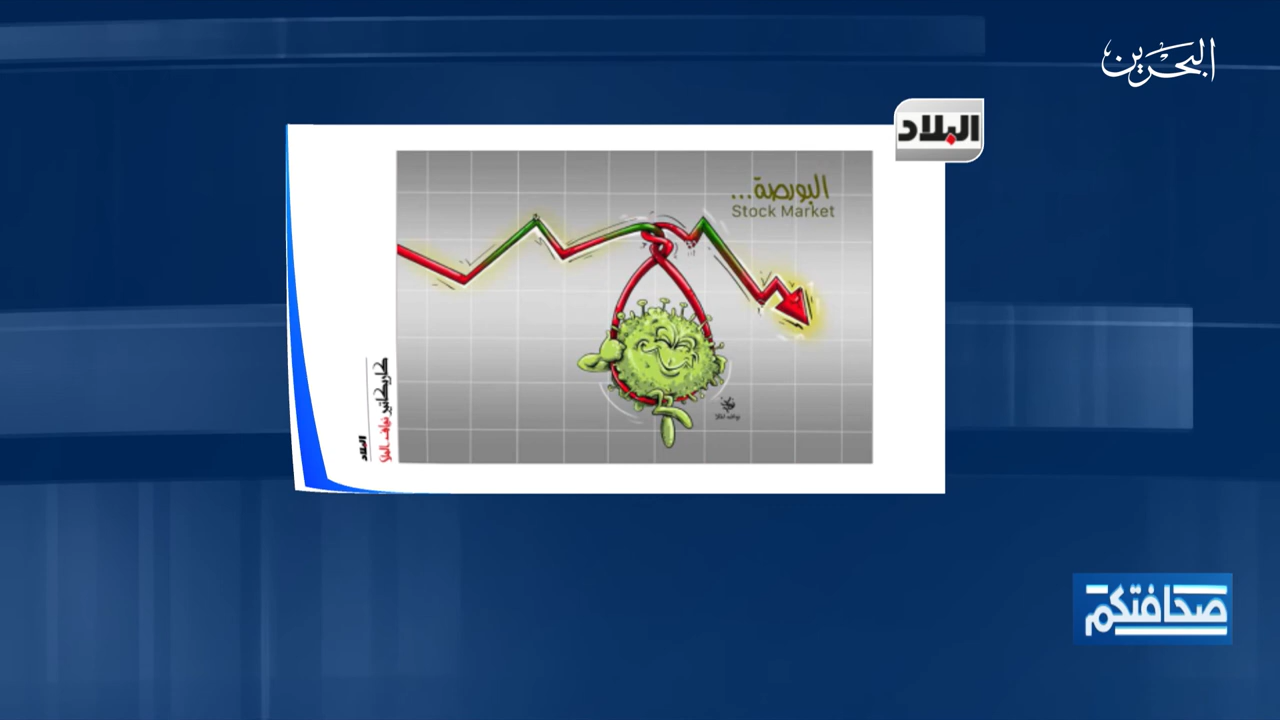 البحرين
البلاد
البورصة...
Stock Market
كاريكاتير
البلاد
صحافتكم